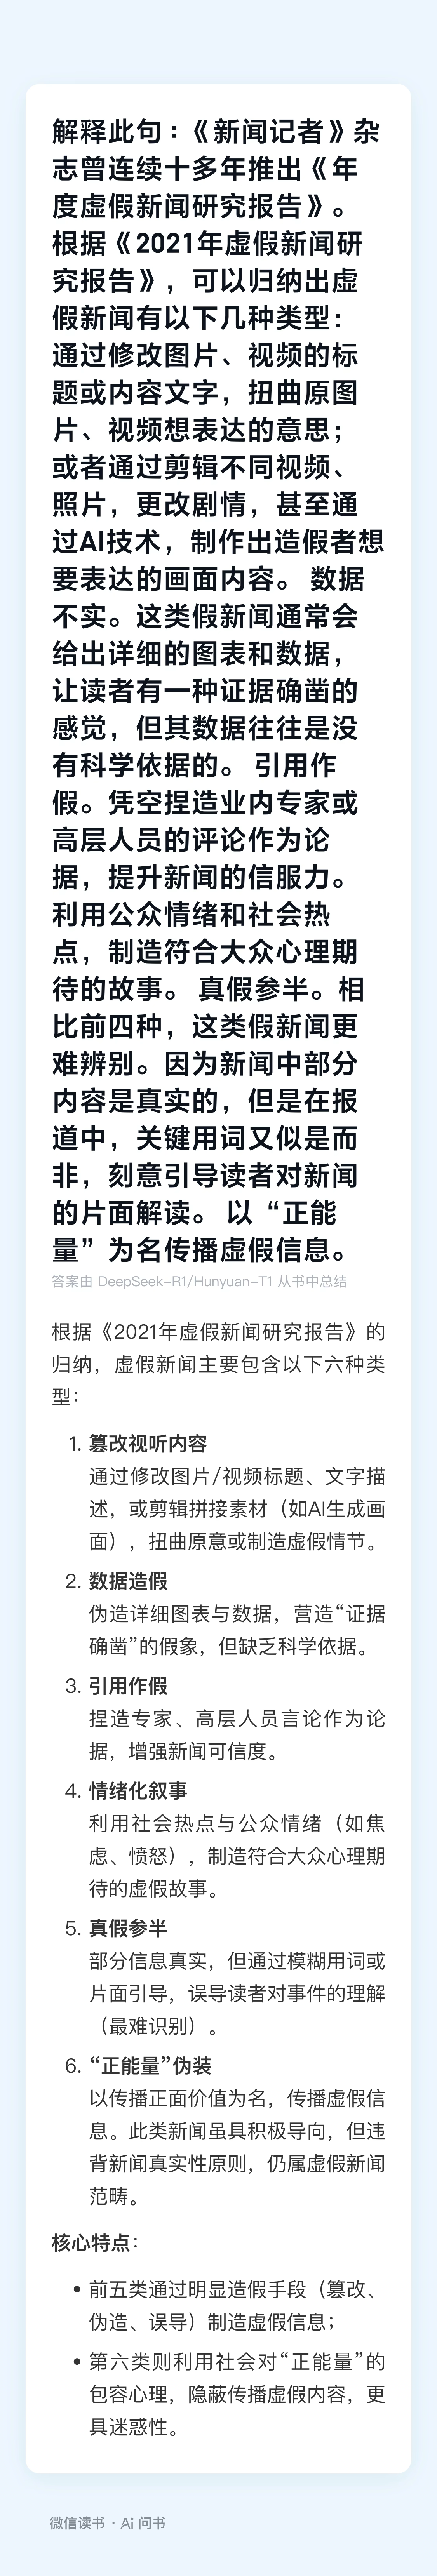 解释此句：《新闻记者》杂
志曾连续十多年推出《年
度虚假新闻研究报告》。
根据《2021年虚假新闻研
究报告》，可以归纳出虚
假新闻有以下几种类型：
通过修改图片、视频的标
题或内容文字，扭曲原图
片、视频想表达的意思；
或者通过剪辑不同视频、
照片，更改剧情，甚至通
过AI技术，制作出造假者想
要表达的画面内容。 数据
不实。这类假新闻通常会
给出详细的图表和数据，
让读者有一种证据确凿的
感觉，但其数据往往是没
有科学依据的。 引用作
假。凭空捏造业内专家或
高层人员的评论作为论
据，提升新闻的信服力。
利用公众情绪和社会热
点，制造符合大众心理期
待的故事。 真假参半。相
比前四种，这类假新闻更
难辨别。因为新闻中部分
内容是真实的，但是在报
道中，关键用词又似是而
非，刻意引导读者对新闻
的片面解读。 以“正能
量”为名传播虚假信息。
答案由 DeepSeek-R1/Hunyuan-T1 从书中总结
根据《2021年虚假新闻研究报告》的
归纳，虚假新闻主要包含以下六种类
型：
1. 篡改视听内容
通过修改图片/视频标题、文字描
述，或剪辑拼接素材（如AI生成画
面），扭曲原意或制造虚假情节。
2. 数据造假
伪造详细图表与数据，营造“证据
确凿”的假象，但缺乏科学依据。
3. 引用作假
捏造专家、高层人员言论作为论
据，增强新闻可信度。
4. 情绪化叙事
利用社会热点与公众情绪（如焦
虑、愤怒），制造符合大众心理期
待的虚假故事。
5. 真假参半
部分信息真实，但通过模糊用词或
片面引导，误导读者对事件的理解
（最难识别）。
6. “正能量”伪装
以传播正面价值为名，传播虚假信
息。此类新闻虽具积极导向，但违
背新闻真实性原则，仍属虚假新闻
范畴。
核心特点：
• 前五类通过明显造假手段（篡改、
伪造、误导）制造虚假信息；
• 第六类则利用社会对“正能量”的
包容心理，隐蔽传播虚假内容，更
具迷惑性。
微信读书 · AI 问书